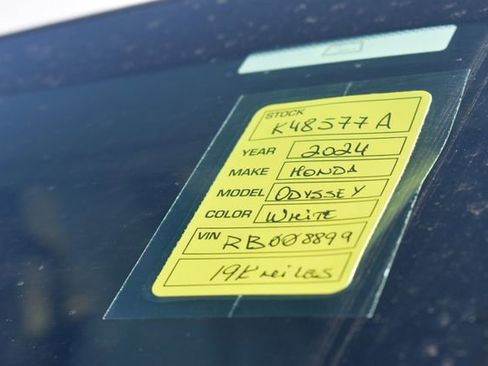 STOCK
K48577A
YEAR 2024
MAKE HONDA
MODEL ODYSSEY
COLOR WHITE
VIN RB008899
19K miles